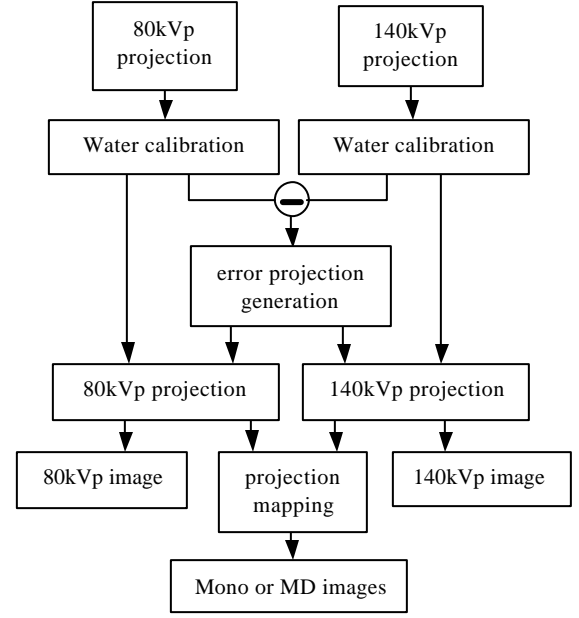 80kVp
projection
140kVp
projection
Water calibration
Water calibration
error projection
generation
80kVp projection
140kVp projection
80kVp image
projection
mapping
140kVp image
Mono or MD images